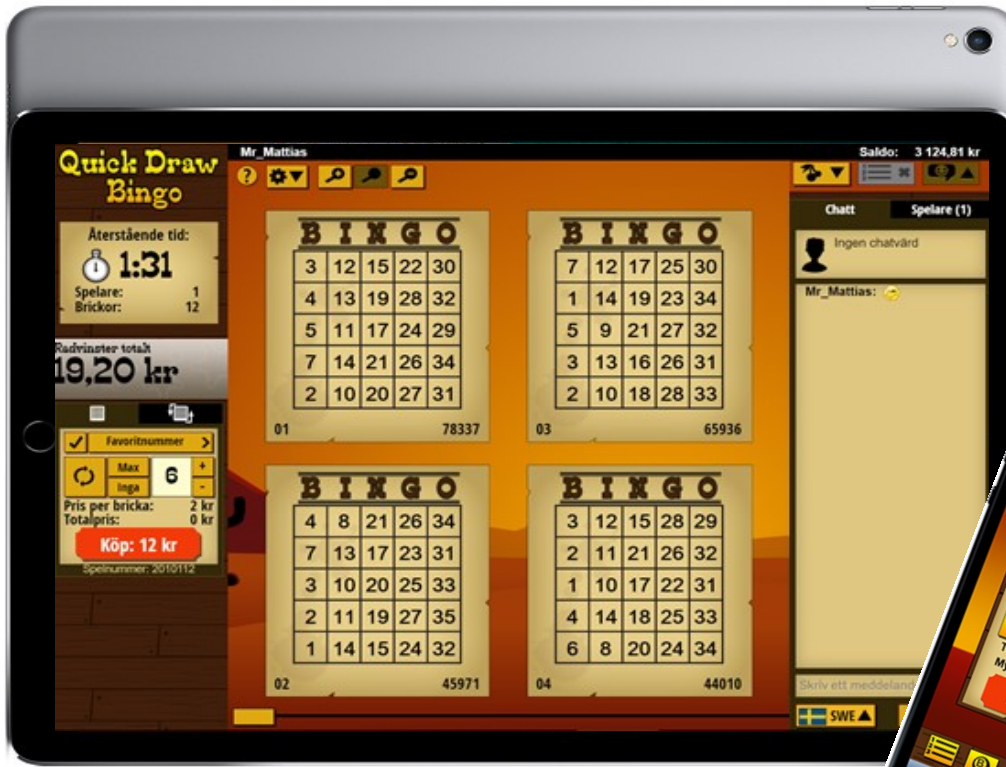 Quick Draw
Bingo
Återstående tid:
1:31
Spelare: 1
Brickor: 12
Radvinster totalt
19,20 kr
Favoritnummer
Max
Inga
6
+
-
Pris per bricka: 2 kr
Totalpris: 0 kr
Köp: 12 kr
Spelnummer: 2010112
Mr_Mattias
Saldo: 3 124,81 kr
?
B I N G O
3 12 15 22 30
4 13 19 28 32
5 11 17 24 29
7 14 21 26 34
2 10 20 27 31
01 78337
B I N G O
7 12 17 25 30
1 14 19 23 34
5 9 21 27 32
3 13 16 26 31
2 10 18 28 33
03 65936
B I N G O
4 8 21 26 34
7 13 17 23 31
3 10 20 25 33
2 11 19 27 35
1 14 15 24 32
02 45971
B I N G O
3 12 15 28 29
2 11 21 26 32
1 10 17 22 31
4 14 18 25 33
6 8 20 24 34
04 44010
Chatt
Spelare (1)
Ingen chatvärd
Mr_Mattias:
Skriv ett meddeland
SWE